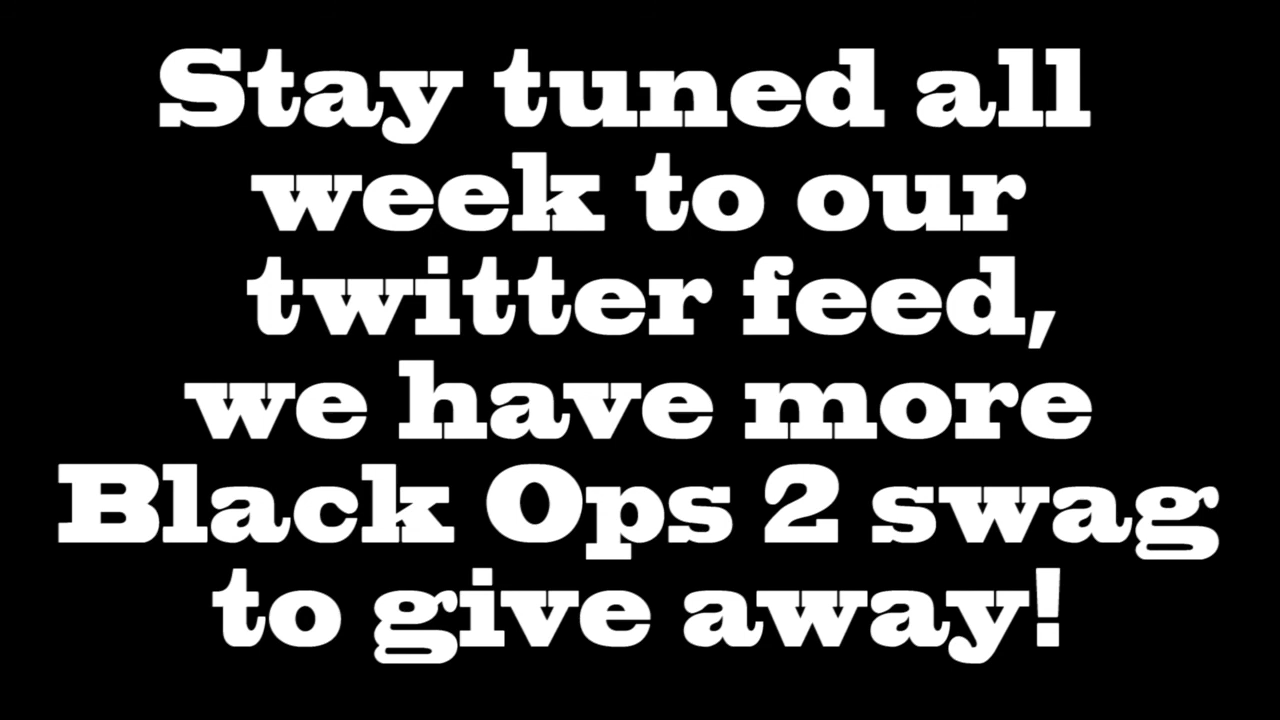 Stay tuned all
week to our
twitter feed,
we have more
Black Ops 2 swag
to give away!